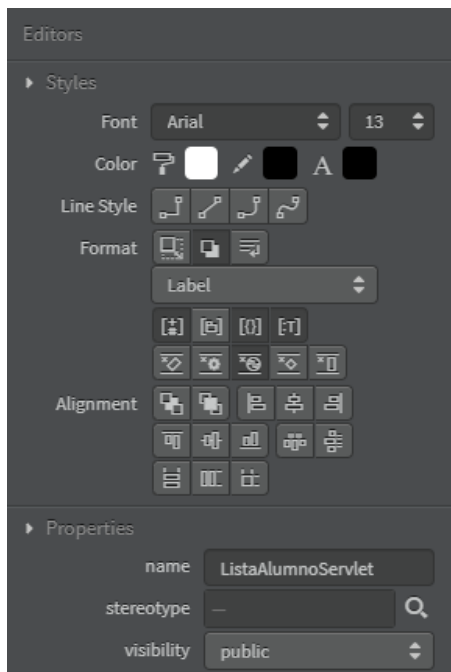 Editors
Styles
Font Arial 13
Color A
Line Style
Format
Label
Alignment
Properties
name ListaAlumnoServlet
stereotype —
visibility public